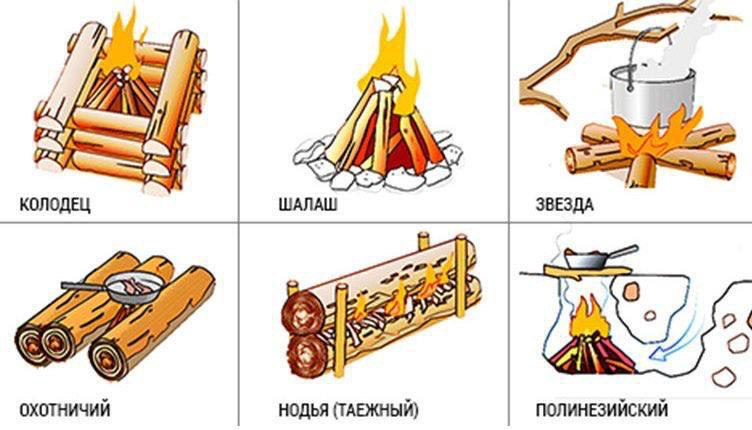 КОЛОДЕЦ
ШАЛАШ
ЗВЕЗДА
ОХОТНИЧИЙ
НОДЬЯ (ТАЕЖНЫЙ)
ПОЛИНЕЗИЙСКИЙ